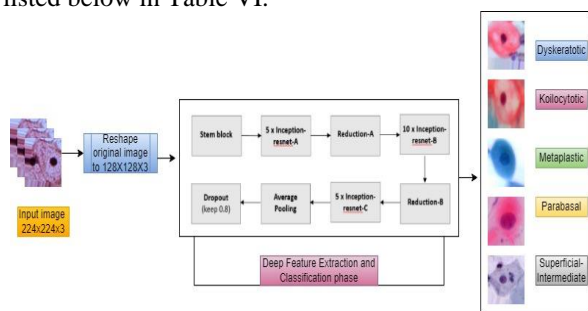 listed below in Table VI.
Input image
224x224x3
Reshape
original image
to 128X128X3
Stem block
5 x Inception-
resnet-A
Reduction-A
10 x Inception-
resnet-B
Reduction-B
5 x Inception-
resnet-C
Average
Pooling
Dropout
(keep 0.8)
Deep Feature Extraction and
Classification phase
Dyskeratotic
Koilocytotic
Metaplastic
Parabasal
Superficial-
Intermediate